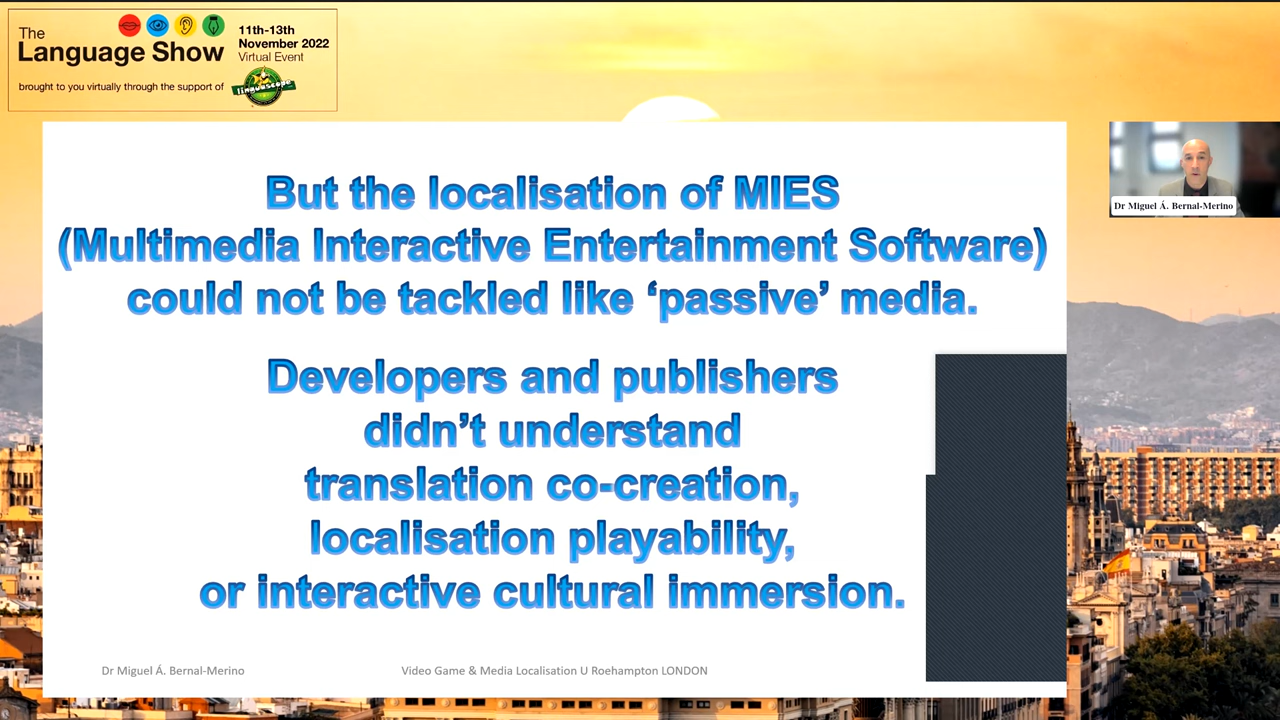 The
Language Show
11th-13th
November 2022
Virtual Event
brought to you virtually through the support of
linguascope
But the localisation of MIES
(Multimedia Interactive Entertainment Software)
could not be tackled like ‘passive’ media.
Developers and publishers
didn’t understand
translation co-creation,
localisation playability,
or interactive cultural immersion.
Dr Miguel Á. Bernal-Merino
Video Game & Media Localisation U Roehampton LONDON
Dr Miguel Á. Bernal-Merino